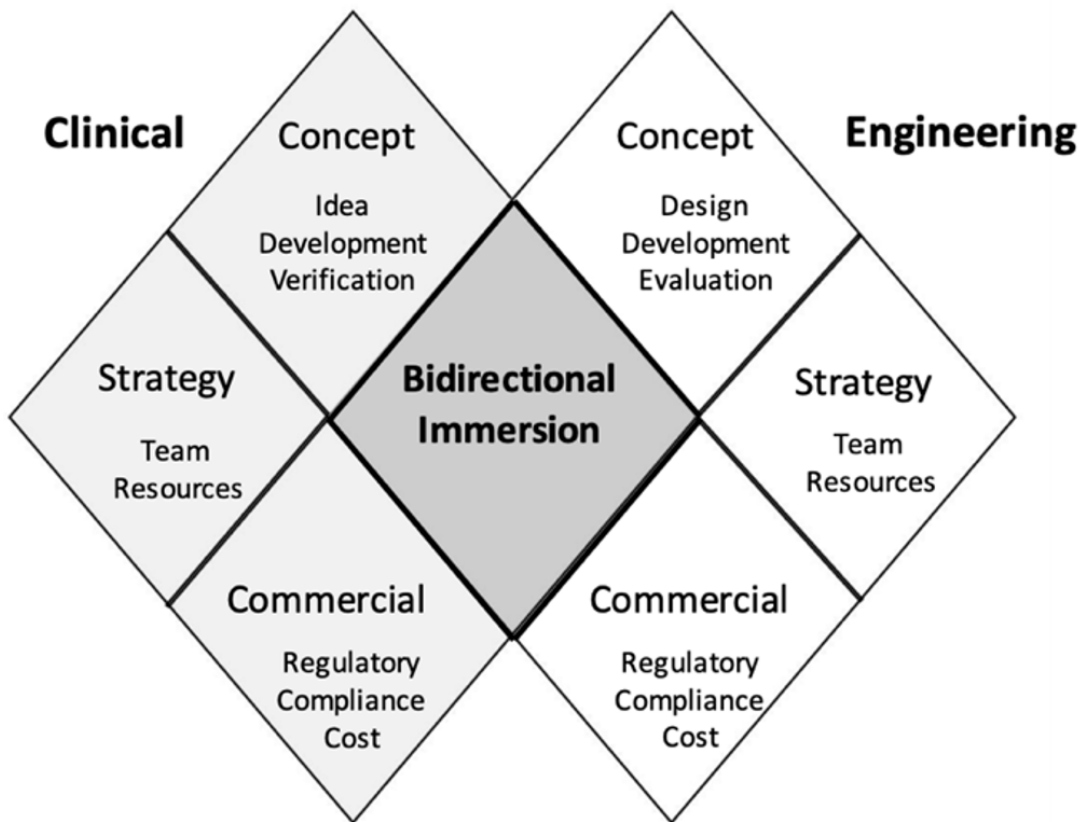 Clinical
Engineering
Concept
Idea
Development
Verification
Concept
Design
Development
Evaluation
Strategy
Team
Resources
Bidirectional
Immersion
Strategy
Team
Resources
Commercial
Regulatory
Compliance
Cost
Commercial
Regulatory
Compliance
Cost